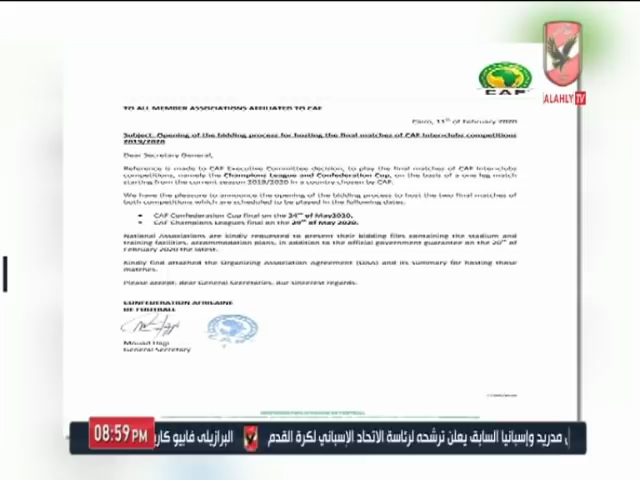 CAF
ALAHLY TV
TO ALL MEMBER ASSOCIATIONS AFFILIATED TO CAF
Cairo, 11th of February 2020
Subject: Opening of the bidding process for hosting the final matches of CAF Interclubs competitions
2019/2020
Dear Secretary General,
Reference is made to CAF Executive Committee decision, to play the final matches of CAF Interclubs
competitions, namely the Champions League and Confederation Cup, on the basis of a one leg match
starting from the current season 2019/2020 in a country chosen by CAF.
We have the pleasure to announce the opening of the bidding process to host the two final matches of
both competitions which are scheduled to be played in the following dates.
• CAF Confederation Cup final on the 24th of May2020.
• CAF Champions Leagues final on the 29th of May 2020.
National Associations are kindly requested to present their bidding files containing the stadium and
training facilities, accommodation plans, in addition to the official government guarantee on the 20th of
February 2020 the latest.
Kindly find attached the Organizing Association Agreement (OAA) and its summary for hosting these
matches.
Please accept, dear General Secretaries, our sincerest regards.
CONFEDERATION AFRICAINE
DE FOOTBALL
Mouad Hajji
General Secretary
08:59 PM
ل مدريد وإسبانيا السابق يعلن ترشحه لرئاسة الاتحاد الإسباني لكرة القدم
البرازيلى فابيو كار